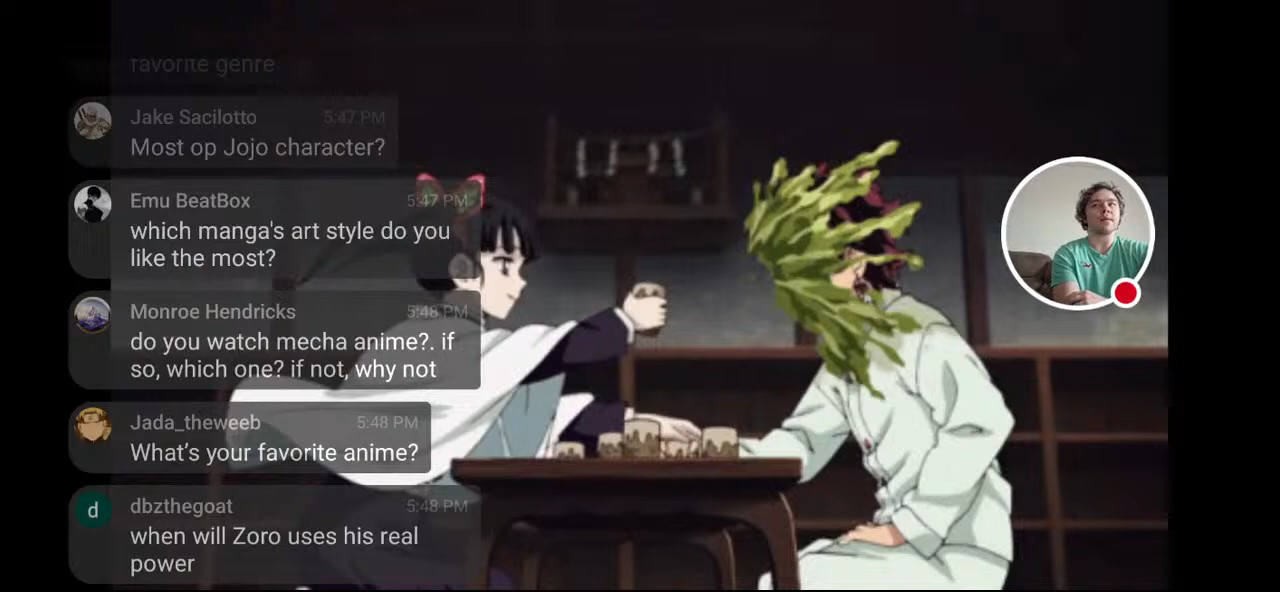 favorite genre
Jake Sacilotto 5:47 PM
Most op Jojo character?
Emu BeatBox 5:47 PM
which manga's art style do you
like the most?
Monroe Hendricks 5:48 PM
do you watch mecha anime?. if
so, which one? if not, why not
Jada_theweeb 5:48 PM
What's your favorite anime?
d
dbzthegoat 5:48 PM
when will Zoro uses his real
power